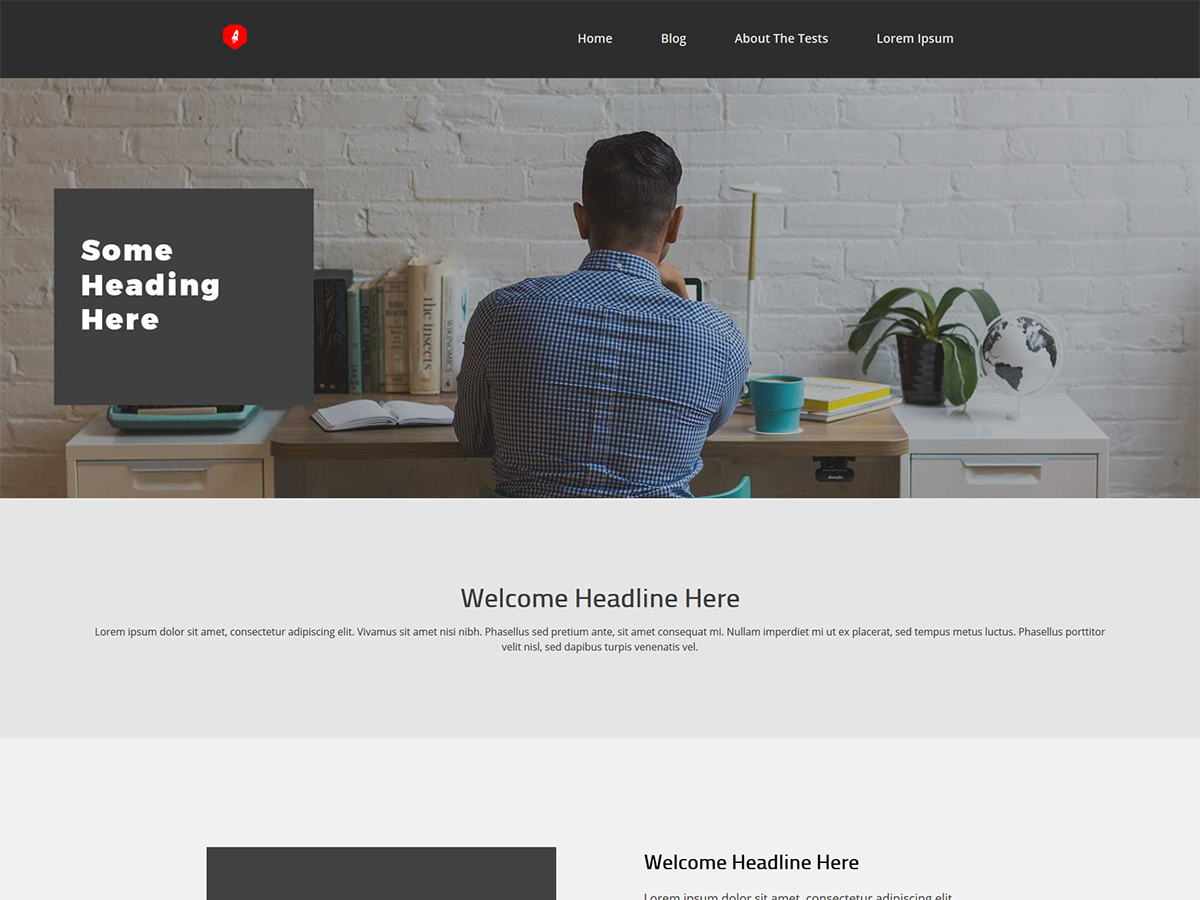 Home Blog About The Tests Lorem Ipsum
Some
Heading
Here
the insects
WIKINOMICS
Welcome Headline Here
Lorem ipsum dolor sit amet, consectetur adipiscing elit. Vivamus sit amet nisi nibh. Phasellus sed pretium ante, sit amet consequat mi. Nullam imperdiet mi ut ex placerat, sed tempus metus luctus. Phasellus porttitor
velit nisl, sed dapibus turpis venenatis vel.
Welcome Headline Here
Lorem ipsum dolor sit amet, consectetur adipiscing elit.